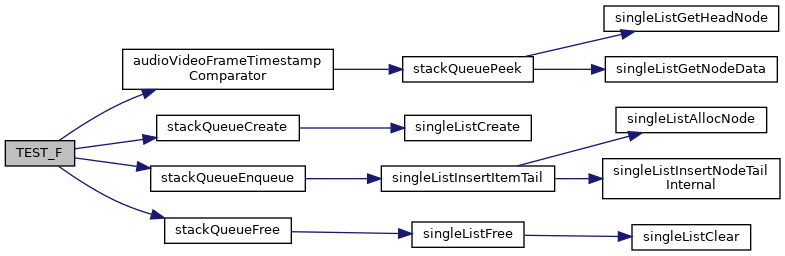 TEST_F
audioVideoFrameTimestamp
Comparator
stackQueuePeek
singleListGetHeadNode
singleListGetNodeData
stackQueueCreate
singleListCreate
stackQueueEnqueue
singleListInsertItemTail
singleListAllocNode
singleListInsertNodeTail
Internal
stackQueueFree
singleListFree
singleListClear